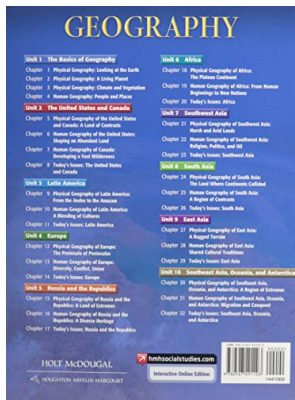 GEOGRAPHY
Unit 1 The Basics of Geography
Chapter 1 Physical Geography: Looking at the Earth
Chapter 2 Physical Geography: A Living Planet
Chapter 3 Physical Geography: Climate and Vegetation
Chapter 4 Human Geography: People and Places
Unit 2 The United States and Canada
Chapter 5 Physical Geography of the United States
and Canada: A Land of Contrasts
Chapter 6 Human Geography of the United States:
Shaping an Abundant Land
Chapter 7 Human Geography of Canada:
Developing a Vast Wilderness
Chapter 8 Today's Issues: The United States
and Canada
Unit 3 Latin America
Chapter 9 Physical Geography of Latin America:
From the Andes to the Amazon
Chapter 10 Human Geography of Latin America:
A Blending of Cultures
Chapter 11 Today's Issues: Latin America
Unit 4 Europe
Chapter 12 Physical Geography of Europe:
The Peninsula of Peninsulas
Chapter 13 Human Geography of Europe:
Diversity, Conflict, Union
Chapter 14 Today's Issues: Europe
Unit 5 Russia and the Republics
Chapter 15 Physical Geography of Russia and the
Republics: A Land of Extremes
Chapter 16 Human Geography of Russia and the
Republics: A Diverse Heritage
Chapter 17 Today's Issues: Russia and the Republics
Unit 6 Africa
Chapter 18 Physical Geography of Africa:
The Plateau Continent
Chapter 19 Human Geography of Africa: From Human
Beginnings to New Nations
Chapter 20 Today's Issues: Africa
Unit 7 Southwest Asia
Chapter 21 Physical Geography of Southwest Asia:
Harsh and Arid Lands
Chapter 22 Human Geography of Southwest Asia:
Religion, Politics, and Oil
Chapter 23 Today's Issues: Southwest Asia
Unit 8 South Asia
Chapter 24 Physical Geography of South Asia:
The Land Where Continents Collided
Chapter 25 Human Geography of South Asia:
A Region of Contrasts
Chapter 26 Today's Issues: South Asia
Unit 9 East Asia
Chapter 27 Physical Geography of East Asia:
A Rugged Terrain
Chapter 28 Human Geography of East Asia:
Shared Cultural Traditions
Chapter 29 Today's Issues: East Asia
Unit 10 Southeast Asia, Oceania, and Antarctica
Chapter 30 Physical Geography of Southeast Asia,
Oceania, and Antarctica: A Region of Extremes
Chapter 31 Human Geography of Southeast Asia, Oceania,
and Antarctica: Migration and Conquest
Chapter 32 Today's Issues: Southeast Asia, Oceania,
and Antarctica
HOLT McDOUGAL
HOUGHTON MIFFLIN HARCOURT
hmhsocialstudies.com
Interactive Online Edition
1441069